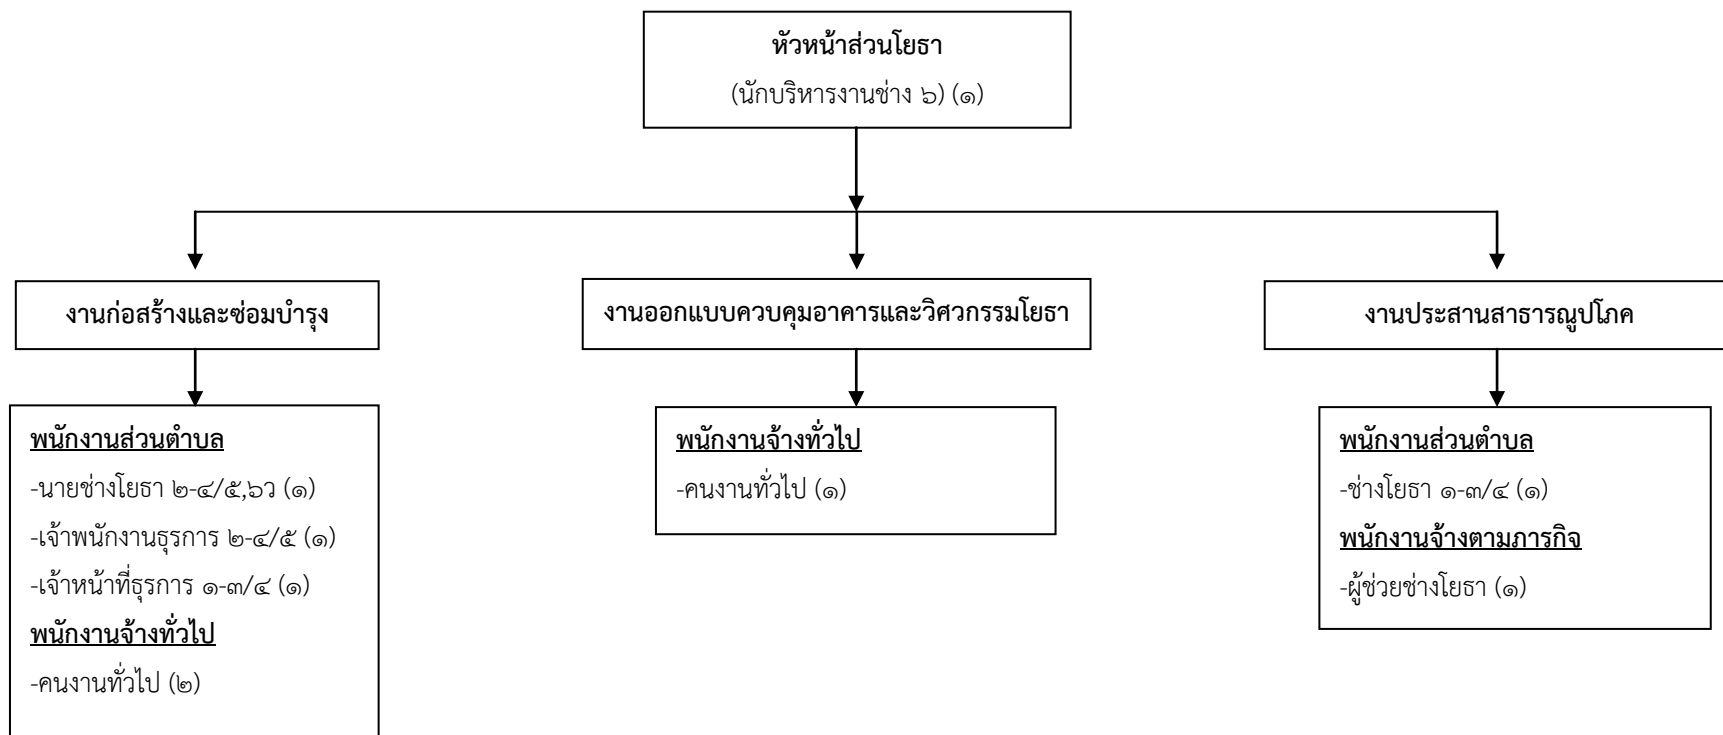 หัวหน้าส่วนโยธา
(นักบริหารงานช่าง ๖) (๑)
งานก่อสร้างและซ่อมบำรุง
งานออกแบบควบคุมอาคารและวิศวกรรมโยธา
งานประสานสาธารณูปโภค
พนักงานส่วนตำบล
-นายช่างโยธา ๒-๔/๕,๖ว (๑)
-เจ้าพนักงานธุรการ ๒-๔/๕ (๑)
-เจ้าหน้าที่ธุรการ ๑-๓/๔ (๑)
พนักงานจ้างทั่วไป
-คนงานทั่วไป (๒)
พนักงานจ้างทั่วไป
-คนงานทั่วไป (๑)
พนักงานส่วนตำบล
-ช่างโยธา ๑-๓/๔ (๑)
พนักงานจ้างตามภารกิจ
-ผู้ช่วยช่างโยธา (๑)